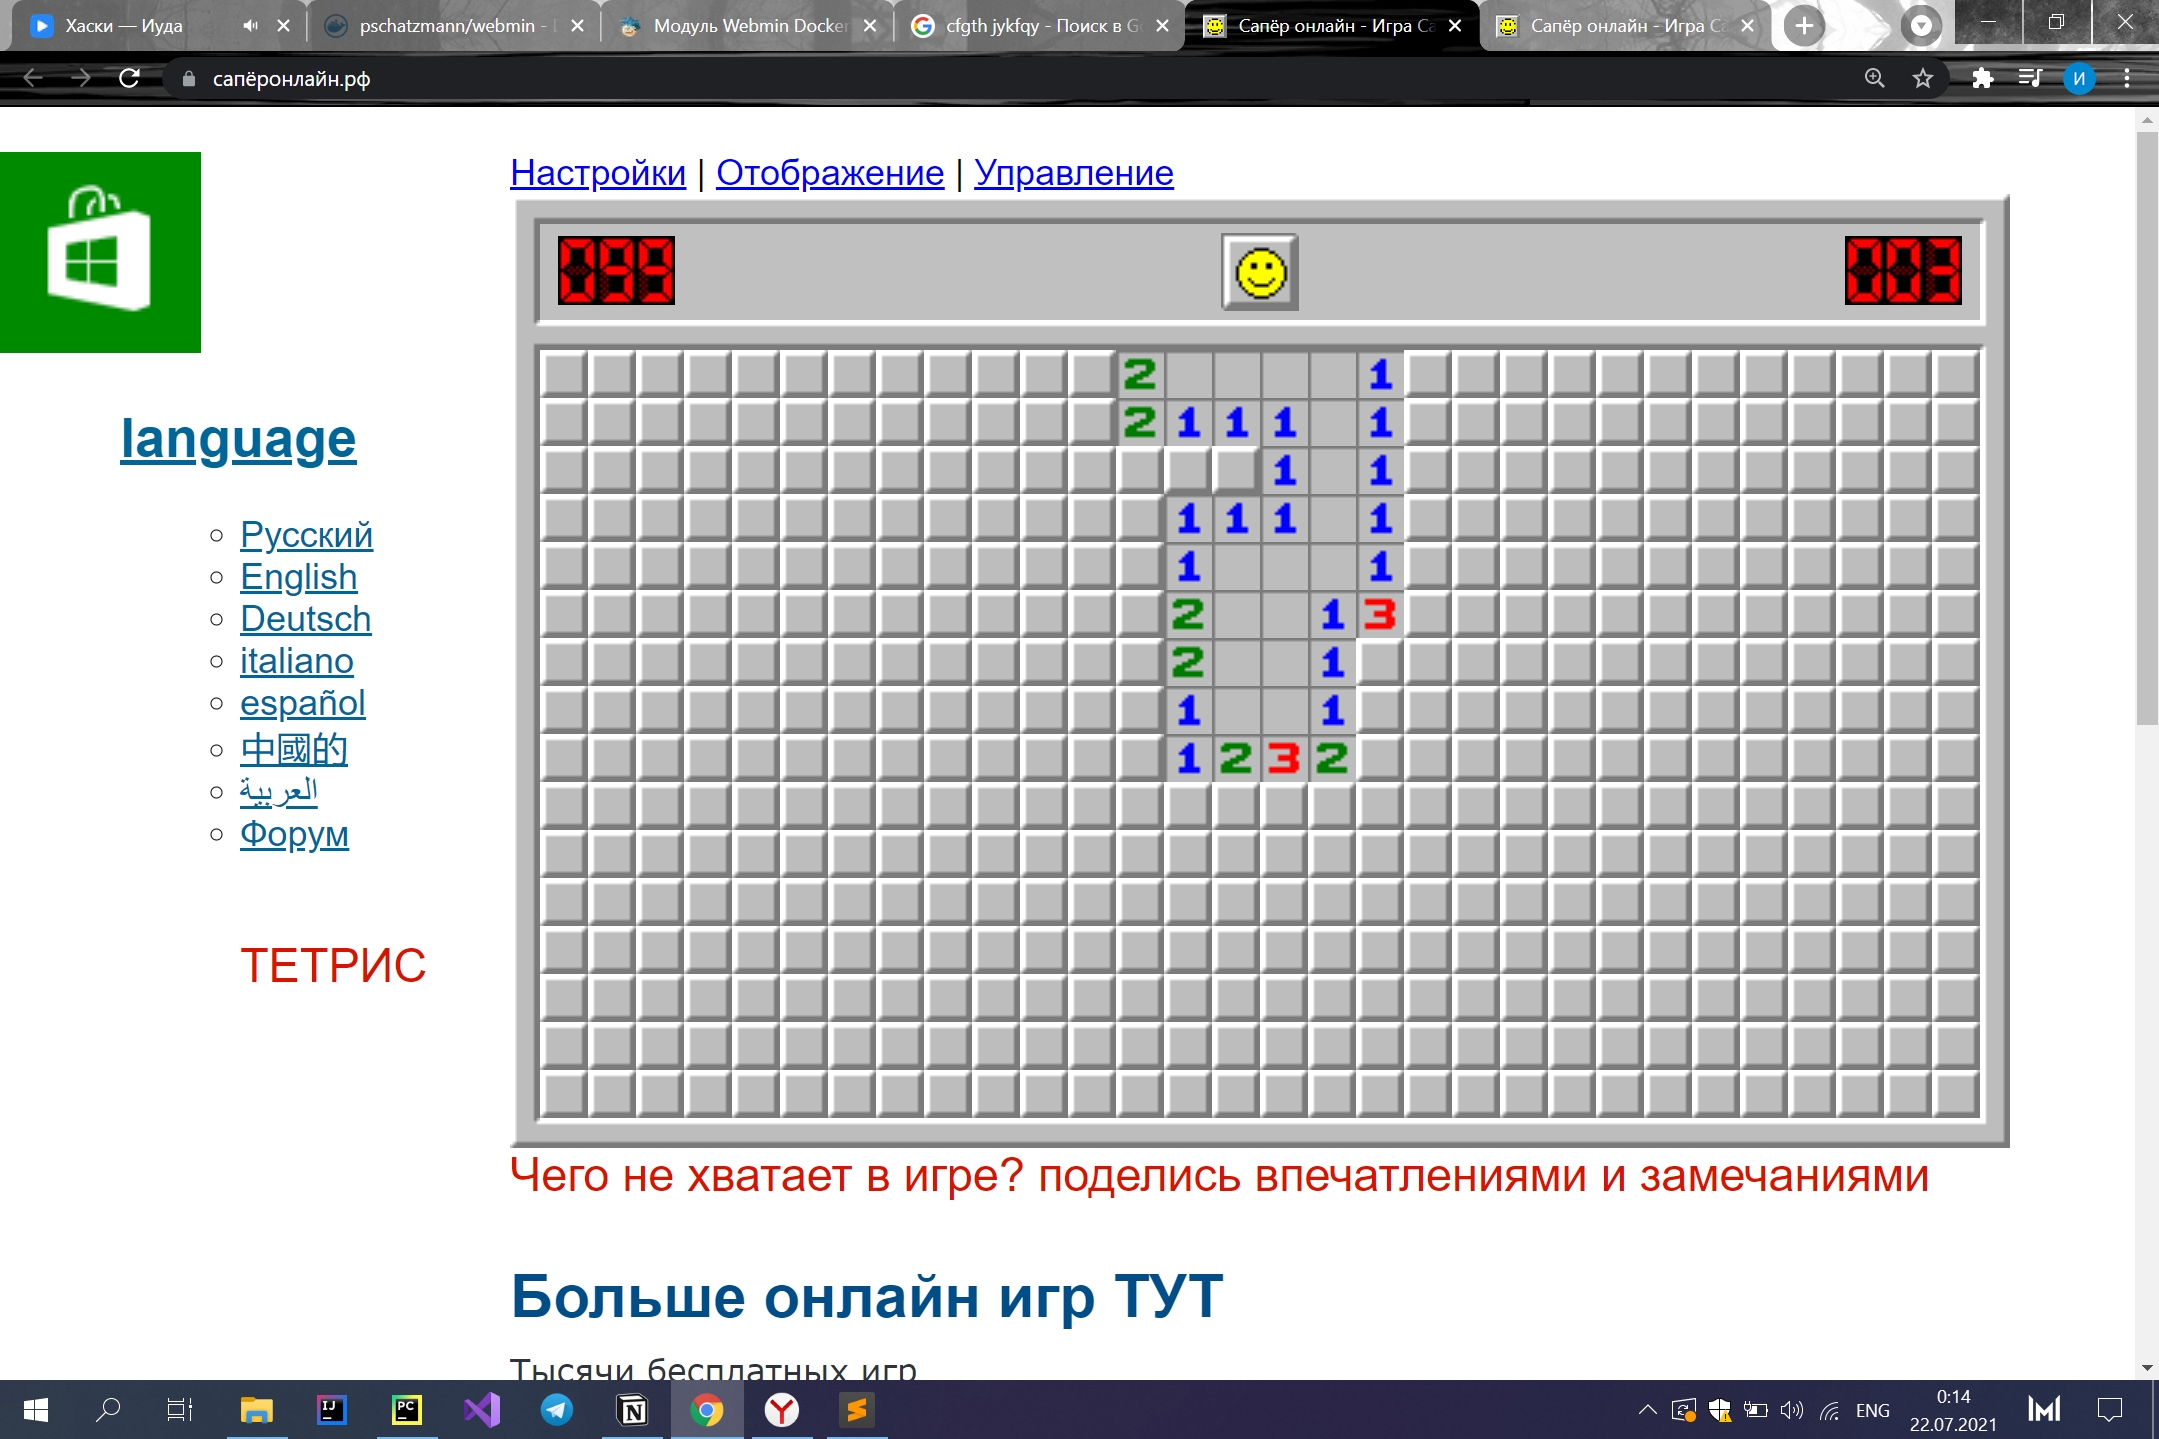 Хаски — Иуда
pschatzmann/webmin -
Модуль Webmin Docker
cfgth jykfqy - Поиск в G
Сапёр онлайн - Игра Са
Сапёр онлайн - Игра Са
сапёронлайн.рф
И
Настройки | Отображение | Управление
2 1
2 1 1 1 1
1 1
1 1 1 1
1 1
2 1 3
2 1
1 1
1 2 3 2
language
Русский
English
Deutsch
italiano
español
中國的
العربية
Форум
ТЕТРИС
Чего не хватает в игре? поделись впечатлениями и замечаниями
Больше онлайн игр ТУТ
Тысячи бесплатных игр
IJ
PC
ENG
0:14
22.07.2021